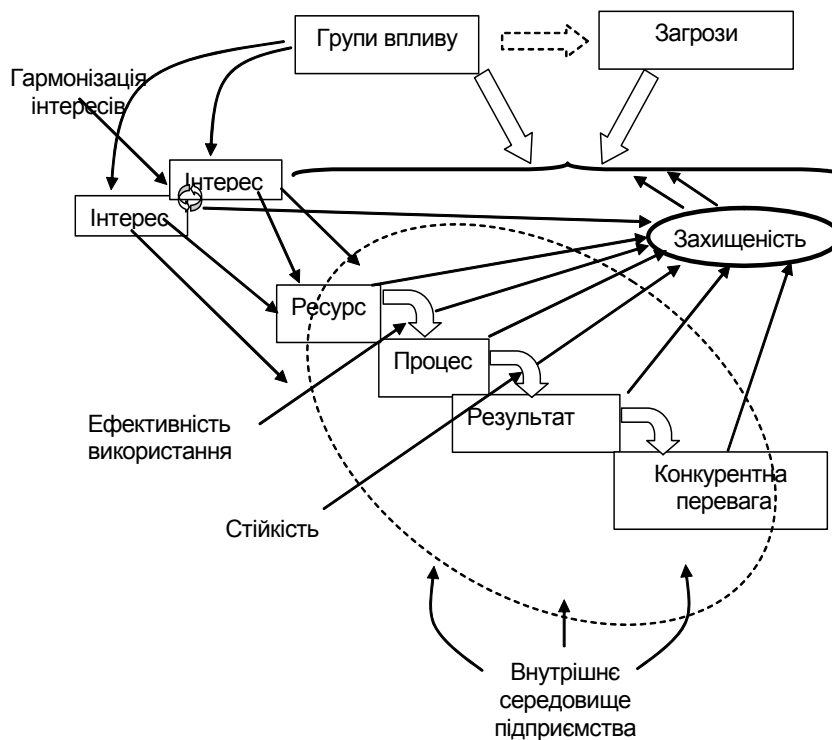 Групи впливу
Загрози
Гармонізація
інтересів
Інтерес
Інтерес
Захищеність
Ресурс
Процес
Ефективність
використання
Результат
Конкурентна
перевага
Стійкість
Внутрішнє
середовище
підприємства